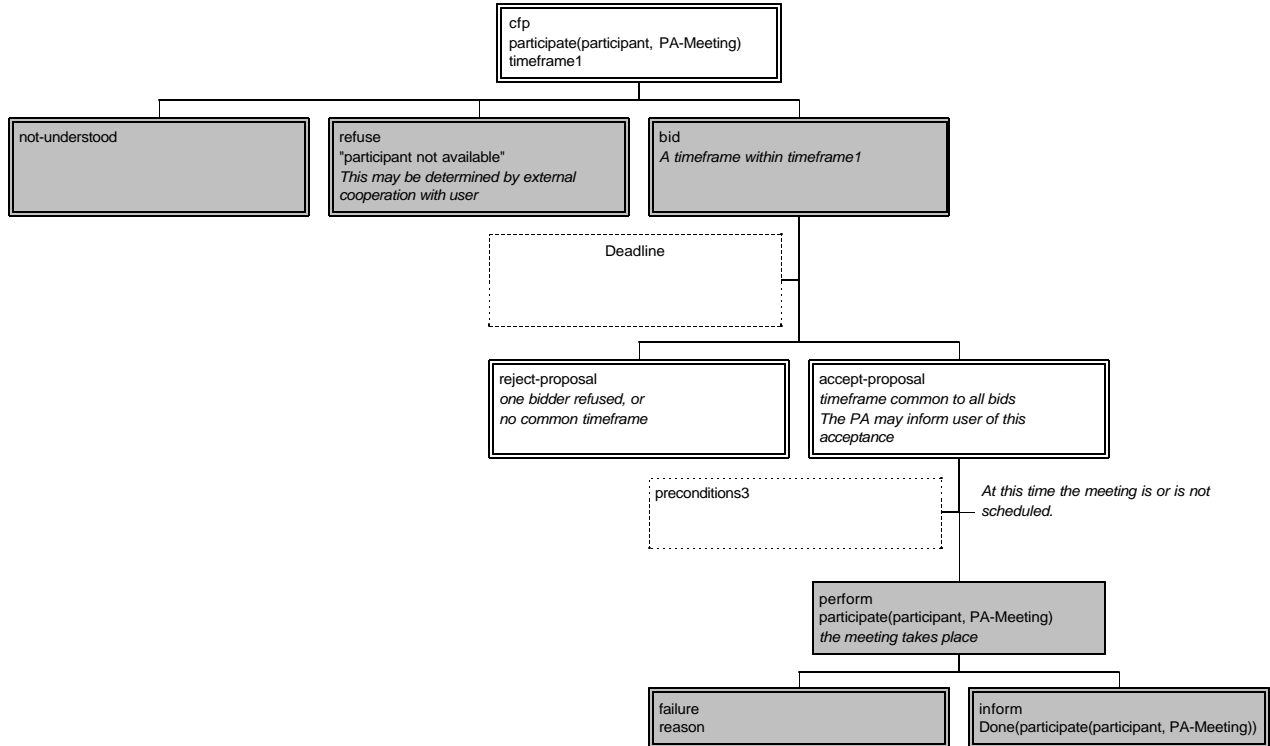 cfp
participate(participant, PA-Meeting)
timeframe1
not-understood
refuse
"participant not available"
This may be determined by external
cooperation with user
bid
A timeframe within timeframe1
Deadline
reject-proposal
one bidder refused, or
no common timeframe
accept-proposal
timeframe common to all bids
The PA may inform user of this
acceptance
preconditions3
At this time the meeting is or is not
scheduled.
perform
participate(participant, PA-Meeting)
the meeting takes place
failure
reason
inform
Done(participate(participant, PA-Meeting))